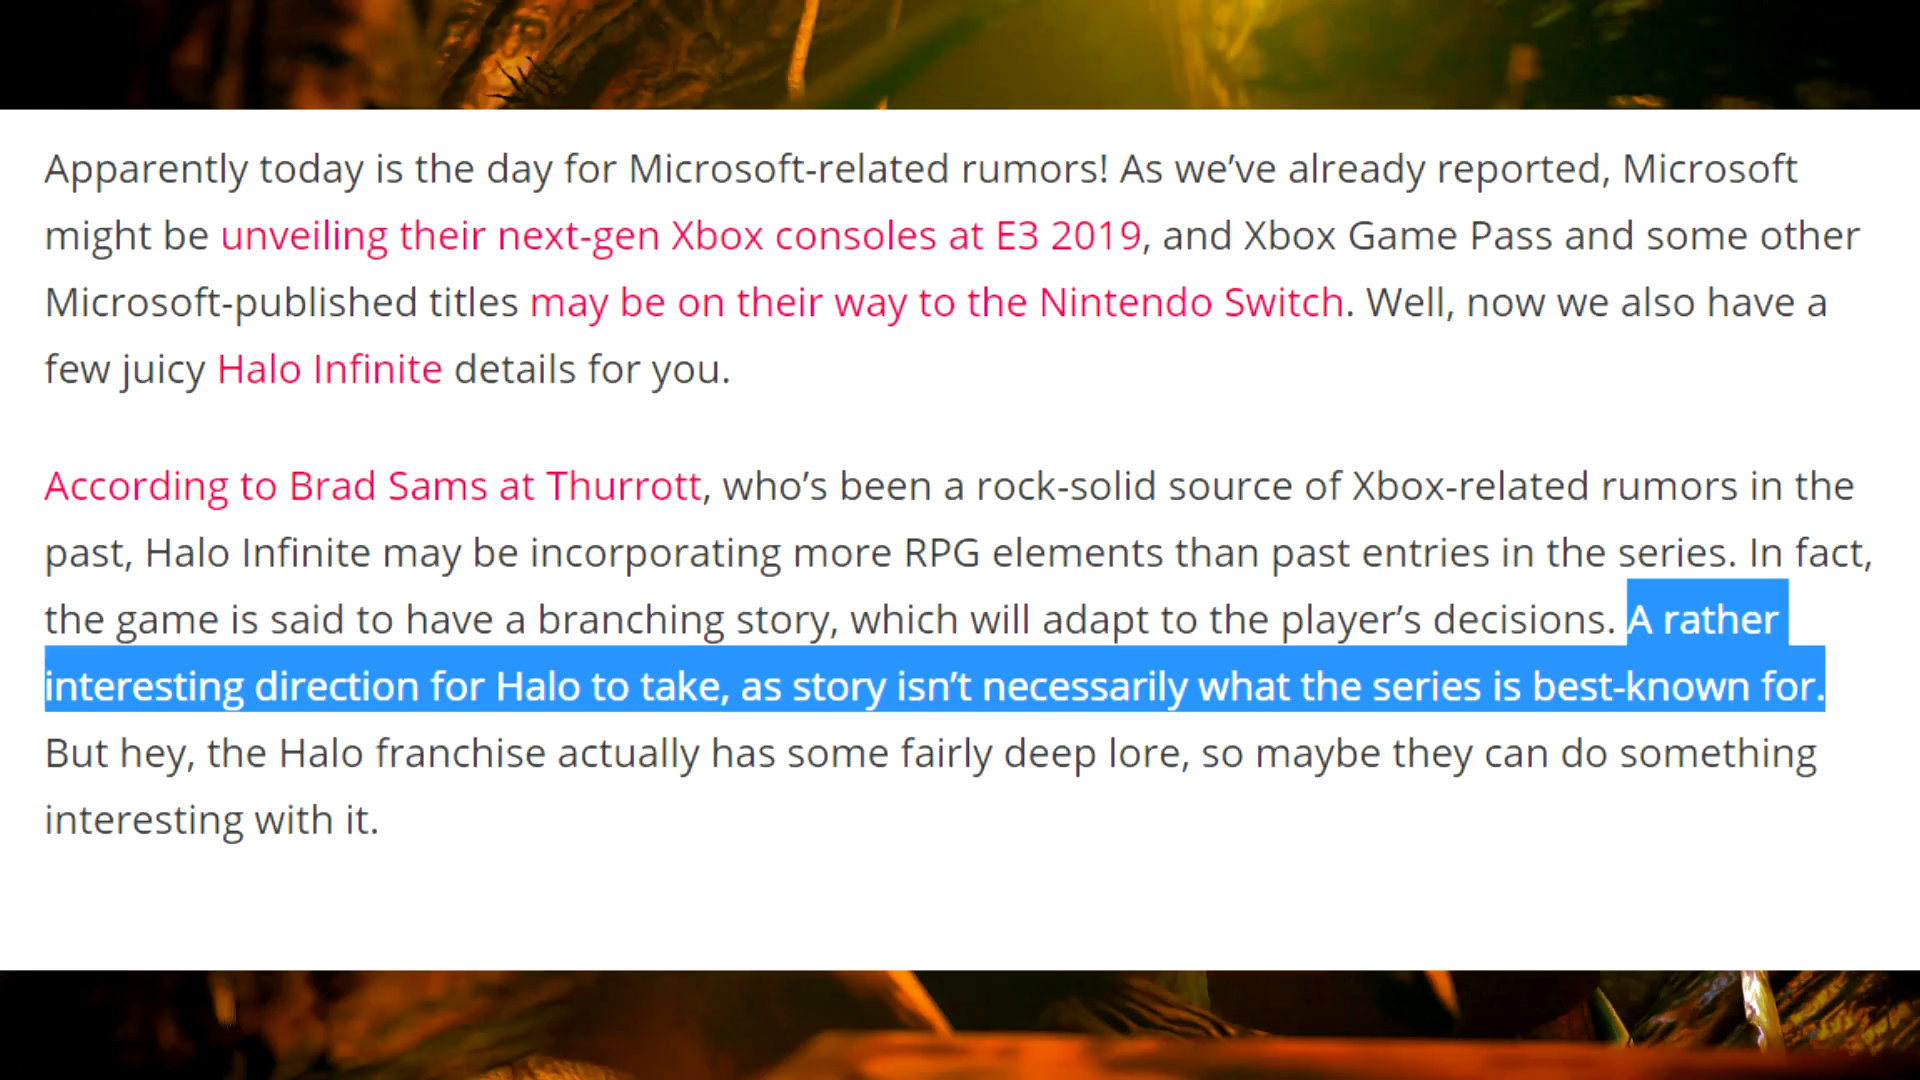 Apparently today is the day for Microsoft-related rumors! As we’ve already reported, Microsoft
might be unveiling their next-gen Xbox consoles at E3 2019, and Xbox Game Pass and some other
Microsoft-published titles may be on their way to the Nintendo Switch. Well, now we also have a
few juicy Halo Infinite details for you.
According to Brad Sams at Thurrott, who’s been a rock-solid source of Xbox-related rumors in the
past, Halo Infinite may be incorporating more RPG elements than past entries in the series. In fact,
the game is said to have a branching story, which will adapt to the player’s decisions. A rather
interesting direction for Halo to take, as story isn’t necessarily what the series is best-known for.
But hey, the Halo franchise actually has some fairly deep lore, so maybe they can do something
interesting with it.